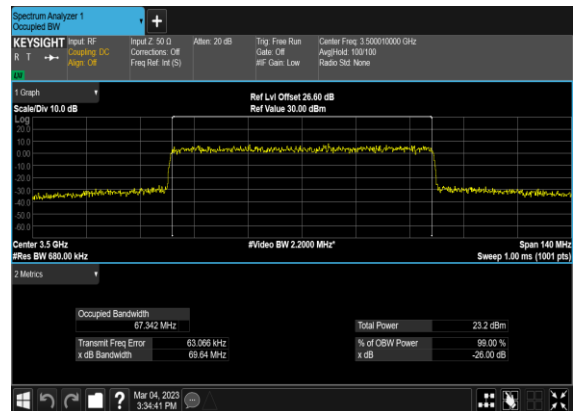 Spectrum Analyzer 1
Occupied BW
+
KEYSIGHT Input: RF Input Z: 50 Ω Atten: 20 dB Trig: Free Run Center Freq: 3.500010000 GHz
R T Coupling: DC Corrections: Off Gate: Off Avg|Hold: 100/100
Align: Off Freq Ref: Int (S) #IF Gain: Low Radio Std: None
1 Graph
Ref Lvl Offset 26.60 dB
Scale/Div 10.0 dB Ref Value 30.00 dBm
Log
20.0
10.0
0.00
-10.0
-20.0
-30.0
-40.0
-50.0
-60.0
Center 3.5 GHz #Video BW 2.2000 MHz* Span 140 MHz
#Res BW 680.00 kHz Sweep 1.00 ms (1001 pts)
2 Metrics
Occupied Bandwidth
67.342 MHz Total Power 23.2 dBm
Transmit Freq Error 63.066 kHz % of OBW Power 99.00 %
x dB Bandwidth 69.64 MHz x dB -26.00 dB
? Mar 04, 2023
3:34:41 PM